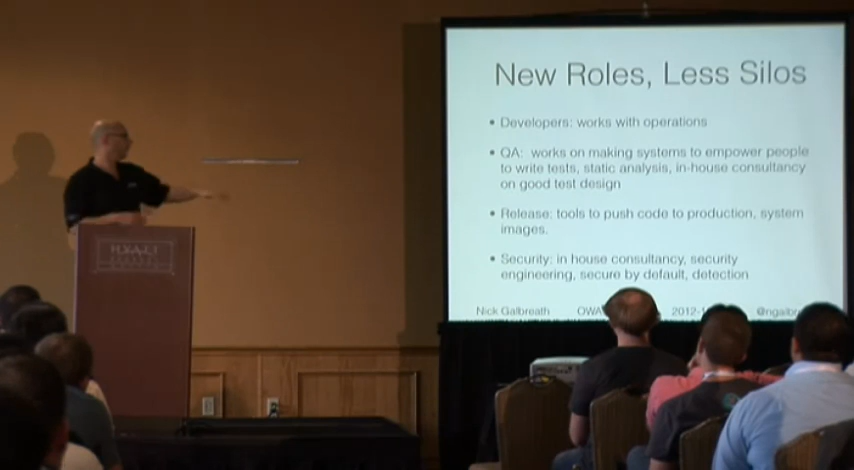 New Roles, Less Silos
• Developers: works with operations
• QA: works on making systems to empower people
to write tests, static analysis, in-house consultancy
on good test design
• Release: tools to push code to production, system
images.
• Security: in house consultancy, security
engineering, secure by default, detection
Nick Galbreath
HYATT